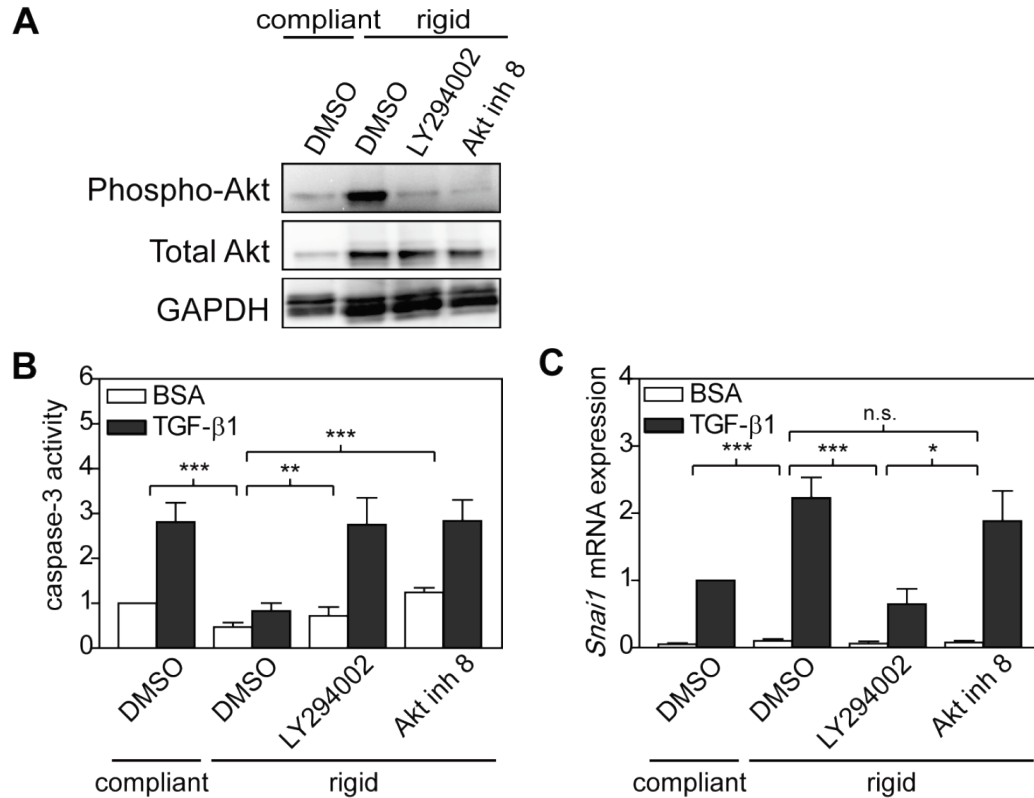 A
compliant rigid
DMSO DMSO LY294002 Akt inh 8
Phospho-Akt
Total Akt
GAPDH
B
caspase-3 activity
6
5
4
3
2
1
0
BSA
TGF-β1
***
***
**
DMSO DMSO LY294002 Akt inh 8
compliant rigid
C
Snai1 mRNA expression
4
3
2
1
0
BSA
TGF-β1
n.s.
*** *** *
DMSO DMSO LY294002 Akt inh 8
compliant rigid